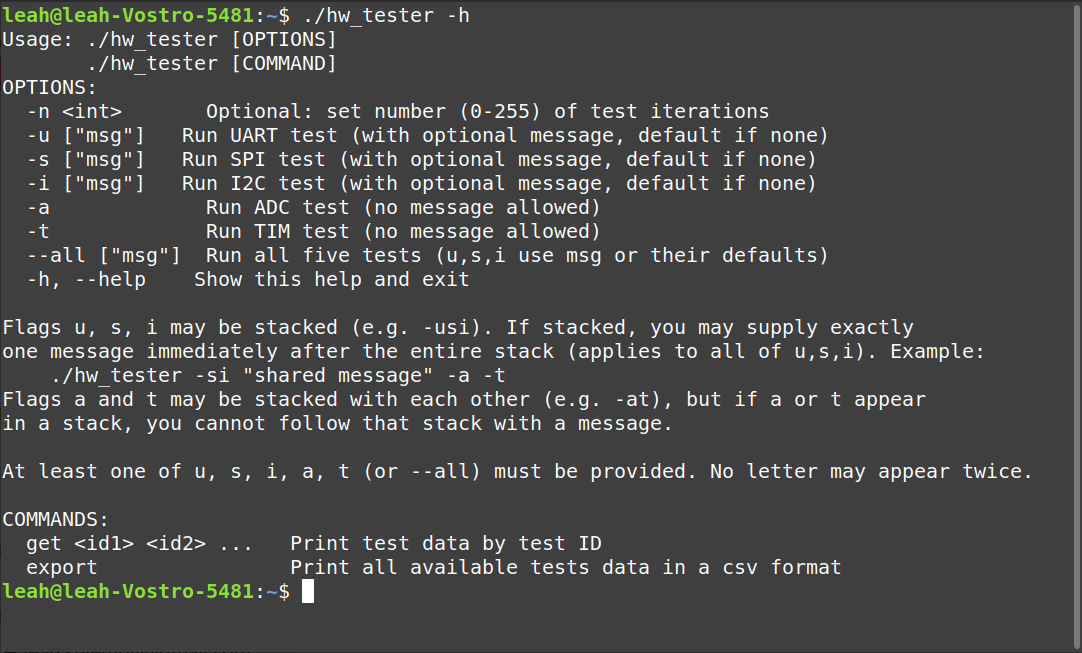 leah@leah-Vostro-5481:~$ ./hw_tester -h
Usage: ./hw_tester [OPTIONS]
       ./hw_tester [COMMAND]
OPTIONS:
  -n <int>       Optional: set number (0-255) of test iterations
  -u ["msg"]   Run UART test (with optional message, default if none)
  -s ["msg"]   Run SPI test (with optional message, default if none)
  -i ["msg"]   Run I2C test (with optional message, default if none)
  -a             Run ADC test (no message allowed)
  -t             Run TIM test (no message allowed)
  --all ["msg"]  Run all five tests (u,s,i use msg or their defaults)
  -h, --help    Show this help and exit

Flags u, s, i may be stacked (e.g. -usi). If stacked, you may supply exactly
one message immediately after the entire stack (applies to all of u,s,i). Example:
    ./hw_tester -si "shared message" -a -t
Flags a and t may be stacked with each other (e.g. -at), but if a or t appear
in a stack, you cannot follow that stack with a message.

At least one of u, s, i, a, t (or --all) must be provided. No letter may appear twice.

COMMANDS:
  get <id1> <id2> ...   Print test data by test ID
  export                Print all available tests data in a csv format
leah@leah-Vostro-5481:~$